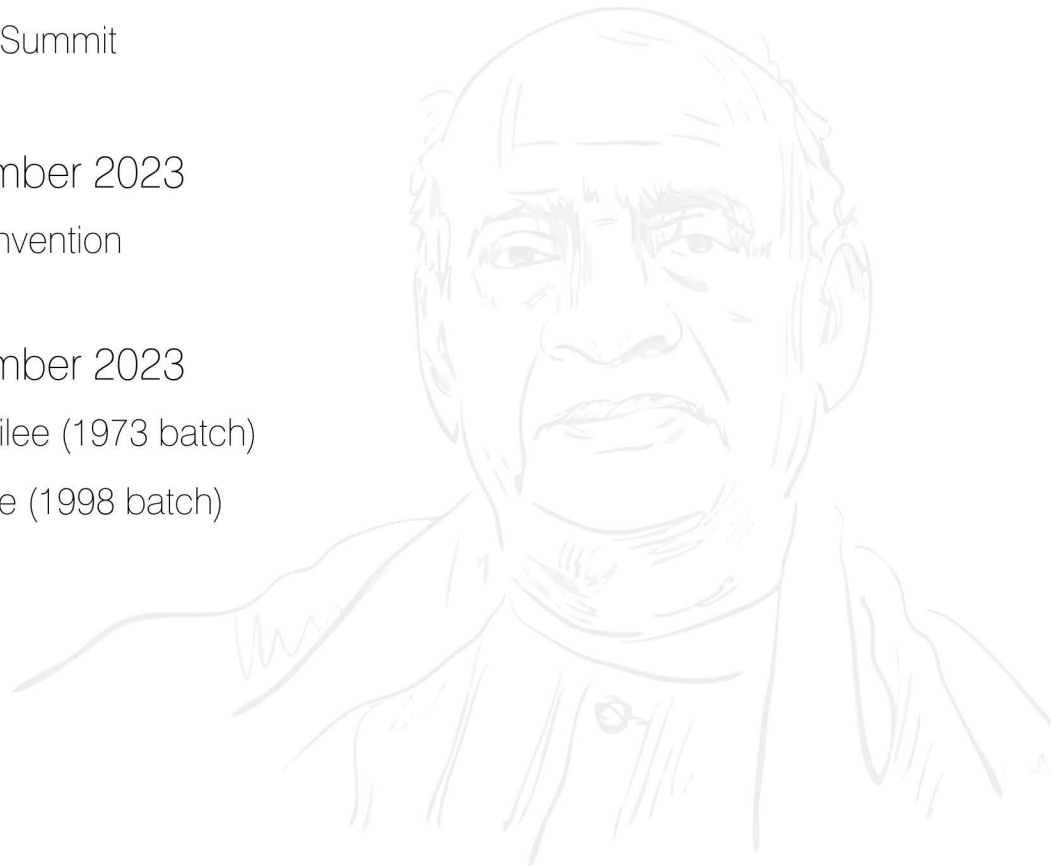 Summit
mber 2023
nvention
mber 2023
ilee (1973 batch)
e (1998 batch)